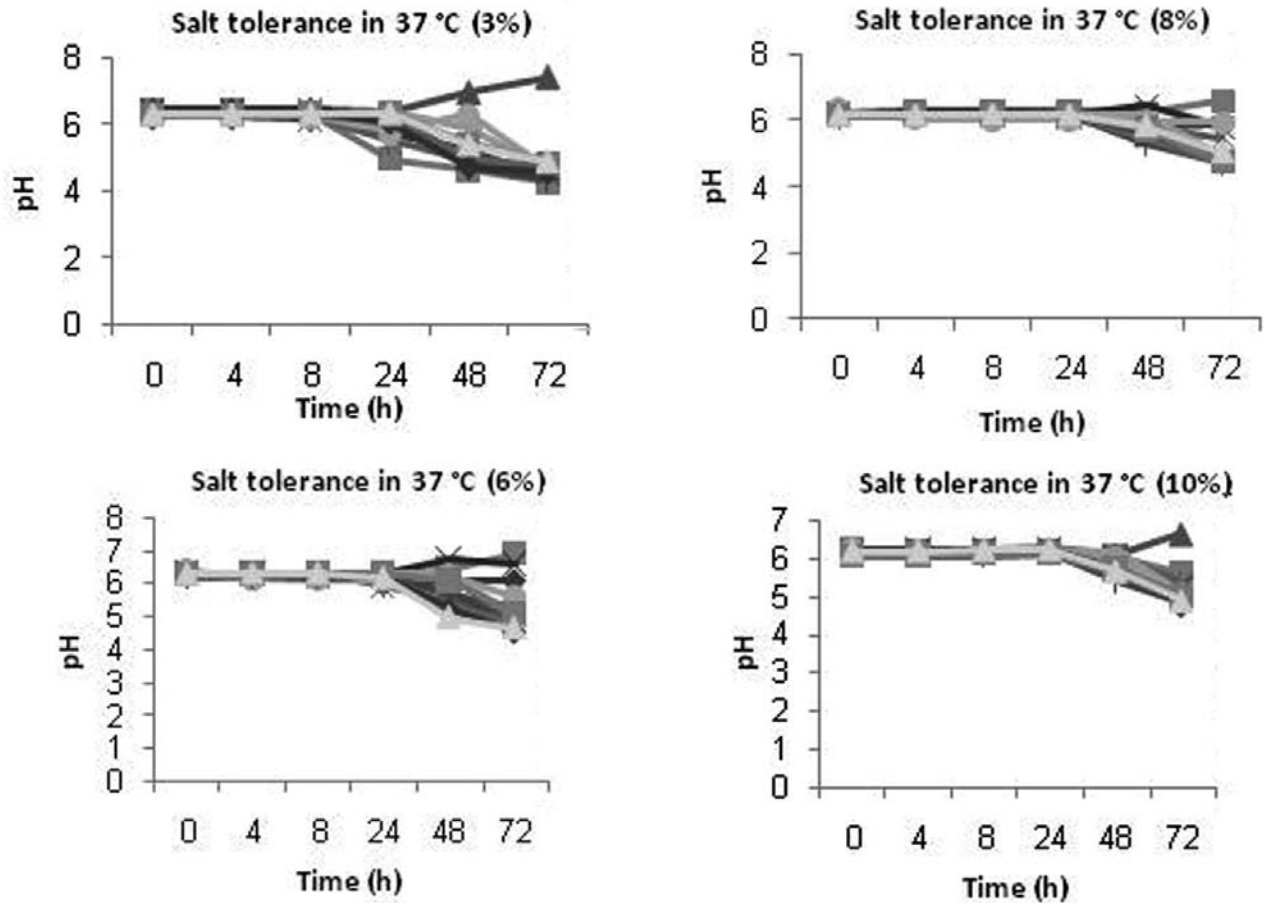 Salt tolerance in 37 °C (3%)
8
6
4
2
0
pH
0 4 8 24 48 72
Time (h)
Salt tolerance in 37 °C (8%)
8
6
4
2
0
pH
0 4 8 24 48 72
Time (h)
Salt tolerance in 37 °C (6%)
8
7
6
5
4
3
2
1
0
pH
0 4 8 24 48 72
Time (h)
Salt tolerance in 37 °C (10%)
7
6
5
4
3
2
1
0
pH
0 4 8 24 48 72
Time (h)